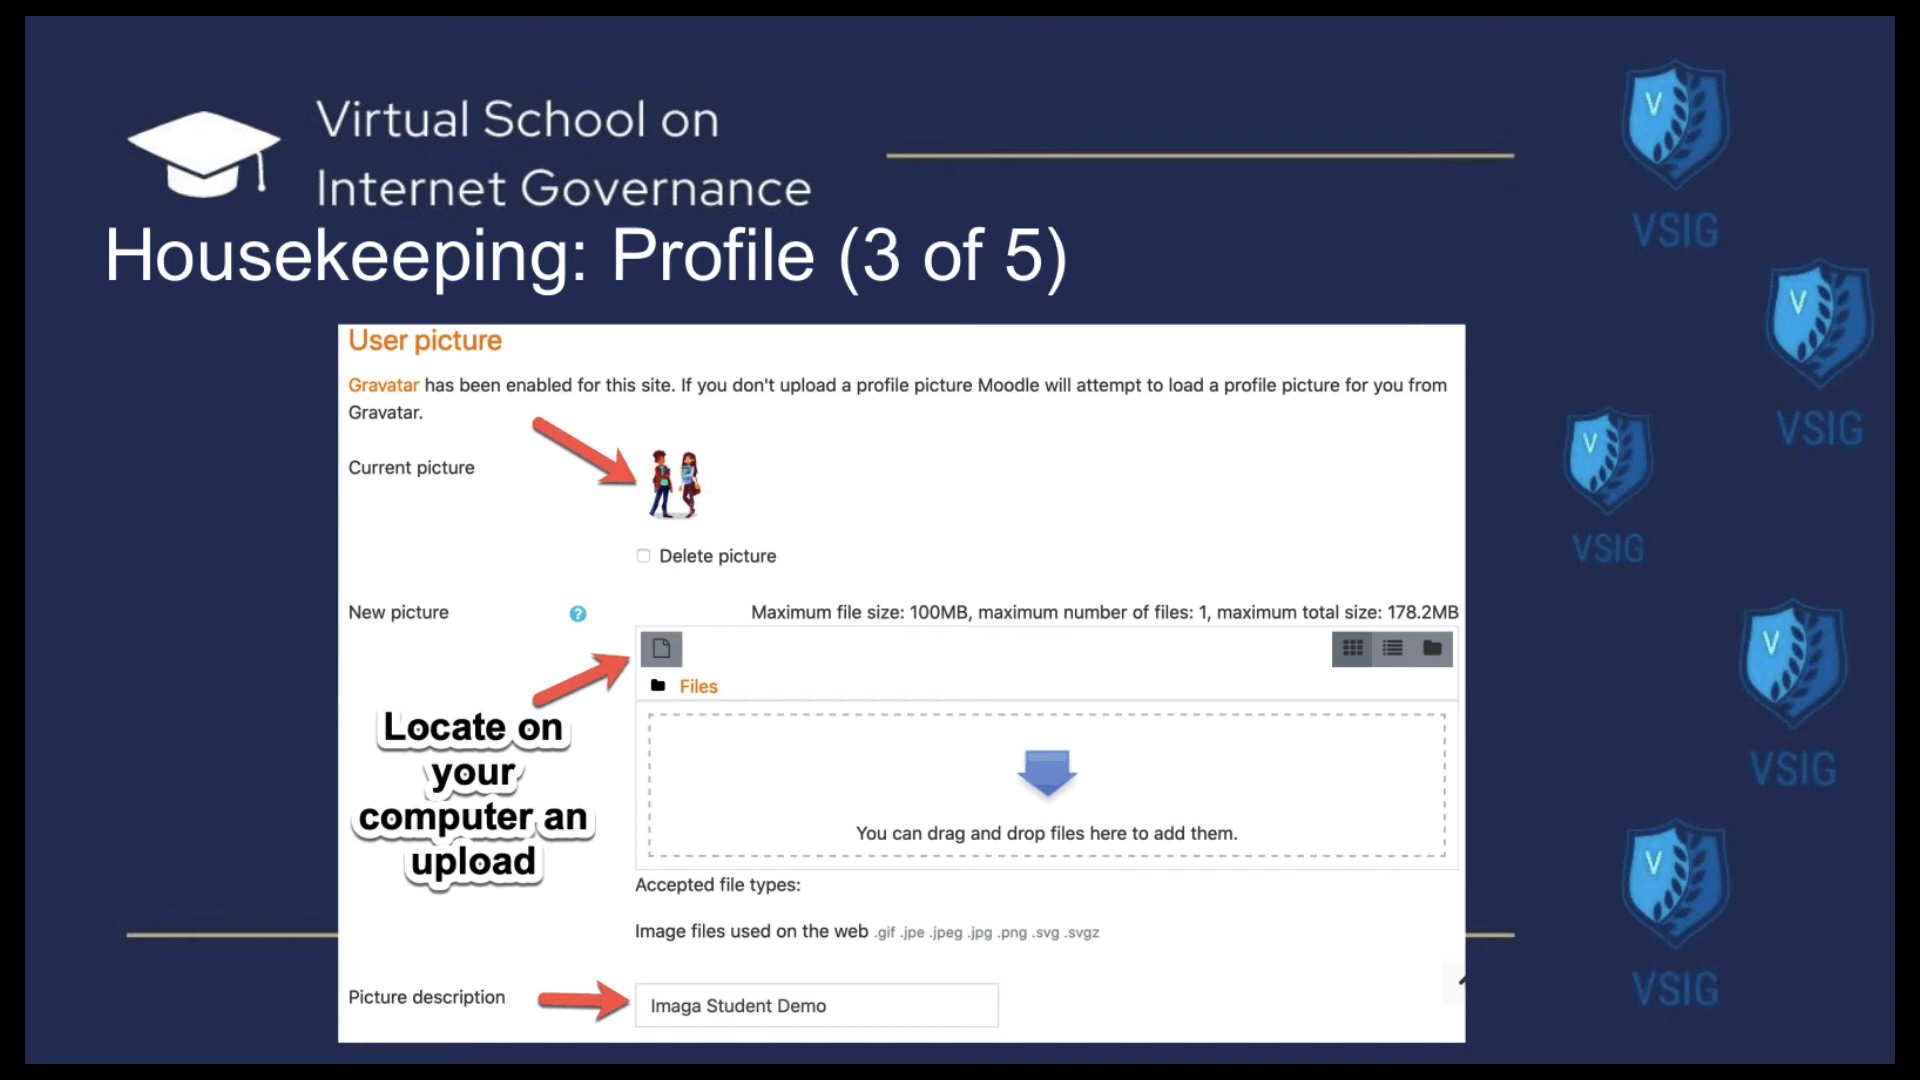 Virtual School on
Internet Governance
Housekeeping: Profile (3 of 5)
User picture
Gravatar has been enabled for this site. If you don't upload a profile picture Moodle will attempt to load a profile picture for you from
Gravatar.
Current picture
Delete picture
New picture
?
Maximum file size: 100MB, maximum number of files: 1, maximum total size: 178.2MB
Files
Locate on
your
computer an
upload
You can drag and drop files here to add them.
Accepted file types:
Image files used on the web .gif .jpe .jpeg .jpg .png .svg .svgz
Picture description
Imaga Student Demo
V
VSIG
V
VSIG
V
VSIG
V
VSIG
V
VSIG